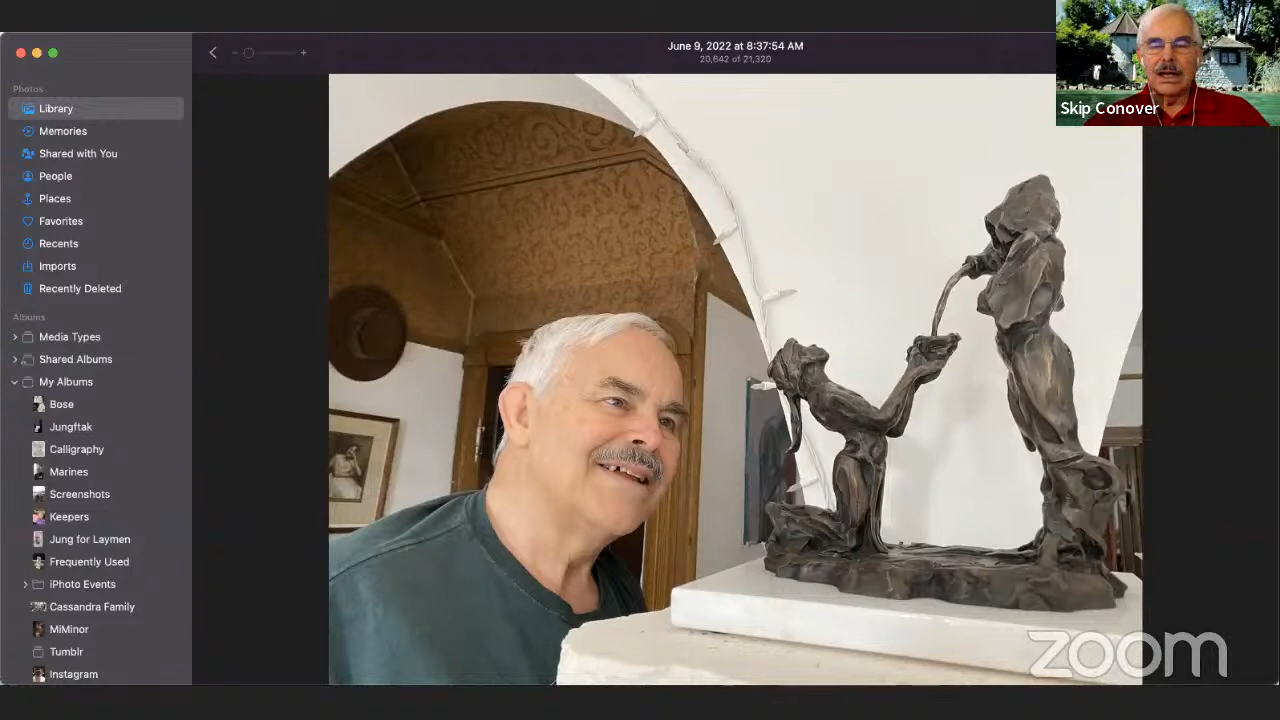 June 9, 2022 at 8:37:54 AM
20,642 of 21,320
Skip Conover
Photos
Library
Memories
Shared with You
People
Places
Favorites
Recents
Imports
Recently Deleted
Albums
Media Types
Shared Albums
My Albums
Bose
Jungftak
Calligraphy
Marines
Screenshots
Keepers
Jung for Laymen
Frequently Used
iPhoto Events
Cassandra Family
MiMinor
Tumblr
Instagram
zoom